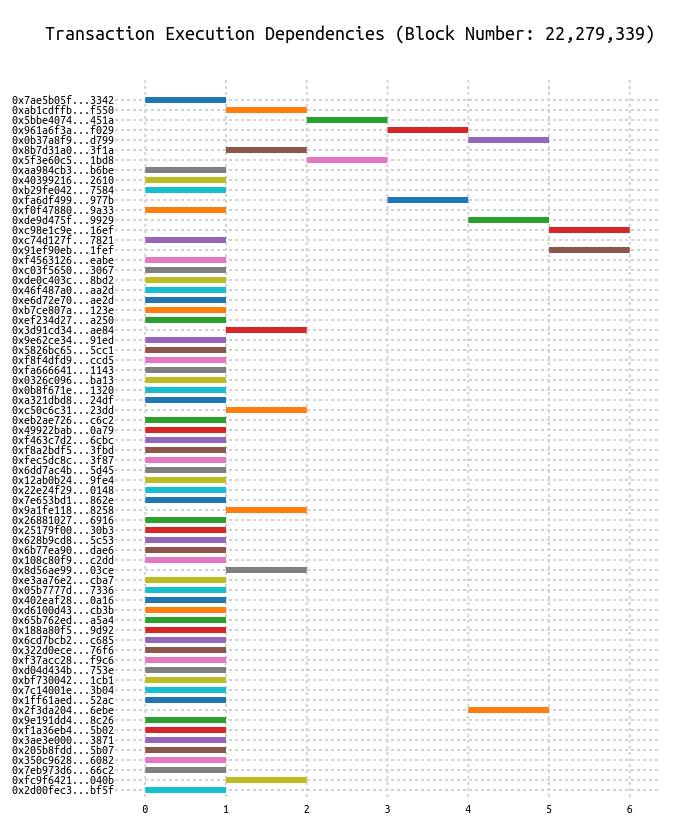 Transaction Execution Dependencies (Block Number: 22,279,339)
0x7ae5b05f...3342
0xab1cdffb...f550
0x5bbe4074...451a
0x961a6f3a...f029
0x0b37a8f9...d799
0x8b7d31a0...3f1a
0x5f3e60c5...1bd8
0xaa984cb3...b6be
0x40399216...2610
0xb29fe042...7584
0xfa6df499...977b
0xf0f47880...9a33
0xde9d475f...9929
0xc98e1c9e...16ef
0xc74d127f...7821
0x91ef90eb...1fef
0xf4563126...eabe
0xc03f5650...3067
0xde0c403c...8bd2
0x46f487a0...aa2d
0xe6d72e70...ae2d
0xb7ce807a...123e
0xef234d27...a250
0x3d91cd34...ae84
0x9e62ce34...91ed
0x5826bc65...5cc1
0xf8f4dfd9...ccd5
0xfa666641...1143
0x0326c096...ba13
0x0b8f671e...1320
0xa321dbd8...24df
0xc50c6c31...23dd
0xeb2ae726...c6c2
0x49922bab...0a79
0xf463c7d2...6cbc
0xf8a2bdf5...3fbd
0xfec5dc8c...3f87
0x6dd7ac4b...5d45
0x12ab0b24...9fe4
0x22e24f29...0148
0x7e653bd1...862e
0x9a1fe118...8258
0x26881027...6916
0x25179f00...30b3
0x628b9cd8...5c53
0x6b77ea90...dae6
0x108c80f9...c2dd
0x8d56ae99...03ce
0xe3aa76e2...cba7
0x05b7777d...7336
0x402eaf28...0a16
0xd6100d43...cb3b
0x65b762ed...a5a4
0x188a80f5...9d92
0x6cd7bcb2...c685
0x322d0ece...76f6
0xf37acc28...f9c6
0xd04d434b...753e
0xbf730042...1cb1
0x7c14001e...3b04
0x1ff61aed...52ac
0x2f3da204...6ebe
0x9e191dd4...8c26
0xf1a36eb4...5b02
0x3ae3e000...3871
0x205b8fdd...5b07
0x350c9628...6082
0x7eb973d6...66c2
0xfc9f6421...040b
0x2d00fec3...bf5f
0 1 2 3 4 5 6